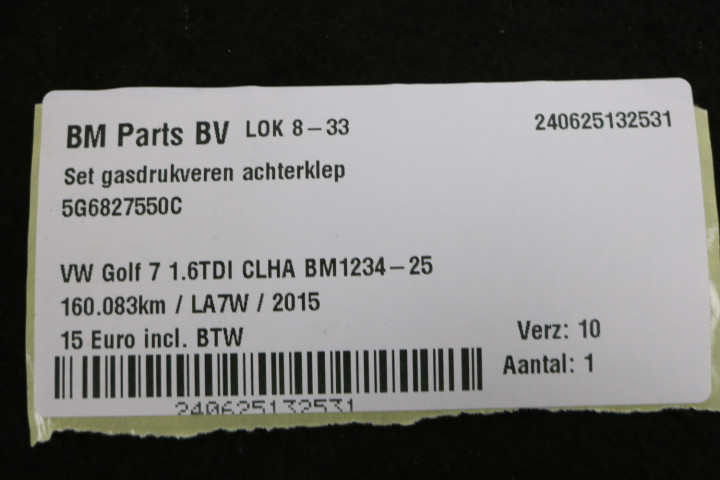 BM Parts BV LOK 8-33 240625132531
Set gasdrukveren achterklep
5G6827550C
VW Golf 7 1.6TDI CLHA BM1234-25
160.083km / LA7W / 2015
15 Euro incl. BTW
Verz: 10
Aantal: 1
240625132531